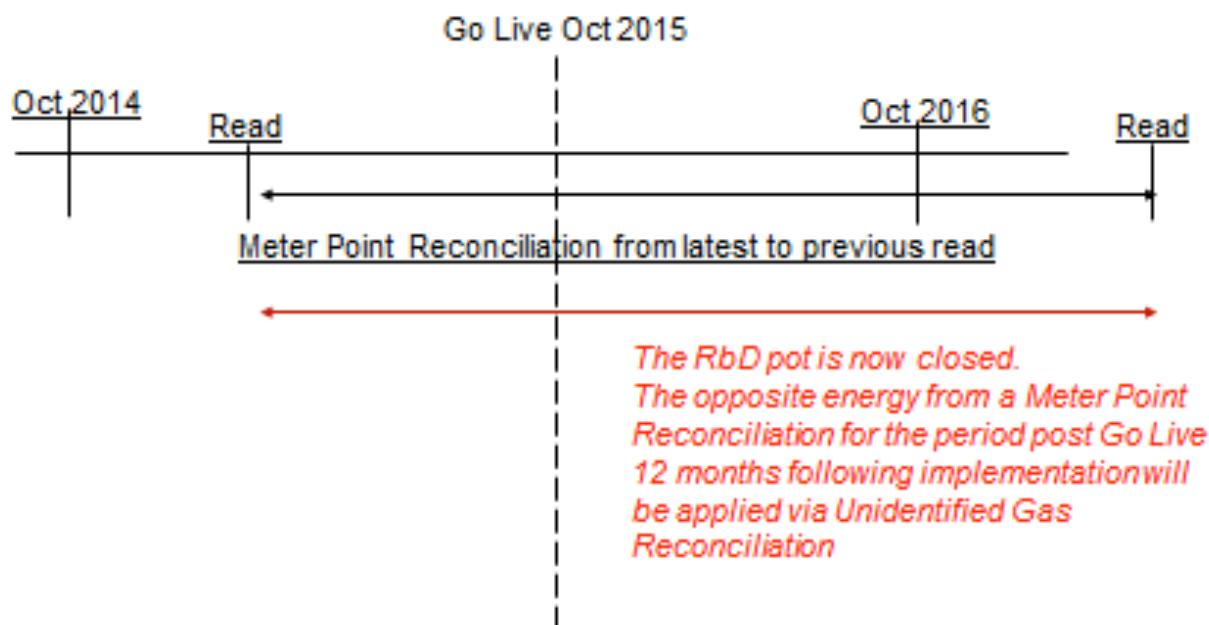 Go Live Oct 2015
Oct 2014
Read
Oct 2016
Read
Meter Point Reconciliation from latest to previous read
The RbD pot is now closed.
The opposite energy from a Meter Point
Reconciliation for the period post Go Live
12 months following implementation will
be applied via Unidentified Gas
Reconciliation